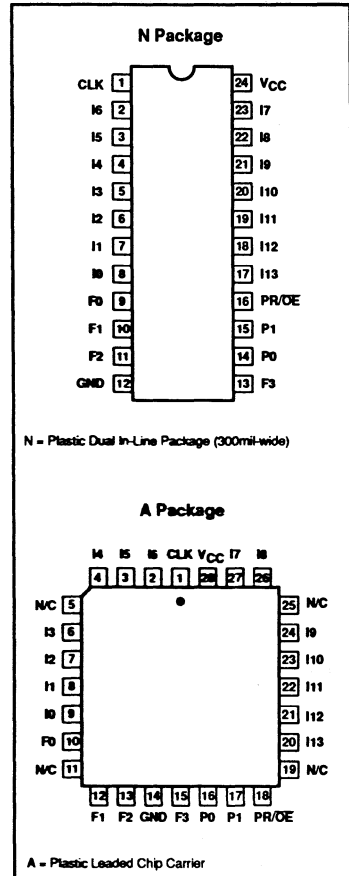 N Package
CLK 1 24 VCC
I6 2 23 I7
I5 3 22 I8
I4 4 21 I9
I3 5 20 I10
I2 6 19 I11
I1 7 18 I12
I0 8 17 I13
F0 9 16 PR/OE
F1 10 15 P1
F2 11 14 P0
GND 12 13 F3
N = Plastic Dual In-Line Package (300mil-wide)
A Package
I4 I5 I6 CLK VCC I7 I8
4 3 2 1 28 27 26
N/C 5 25 N/C
I3 6 24 I9
I2 7 23 I10
I1 8 22 I11
I0 9 21 I12
F0 10 20 I13
N/C 11 19 N/C
12 13 14 15 16 17 18
F1 F2 GND F3 P0 P1 PR/OE
A = Plastic Leaded Chip Carrier